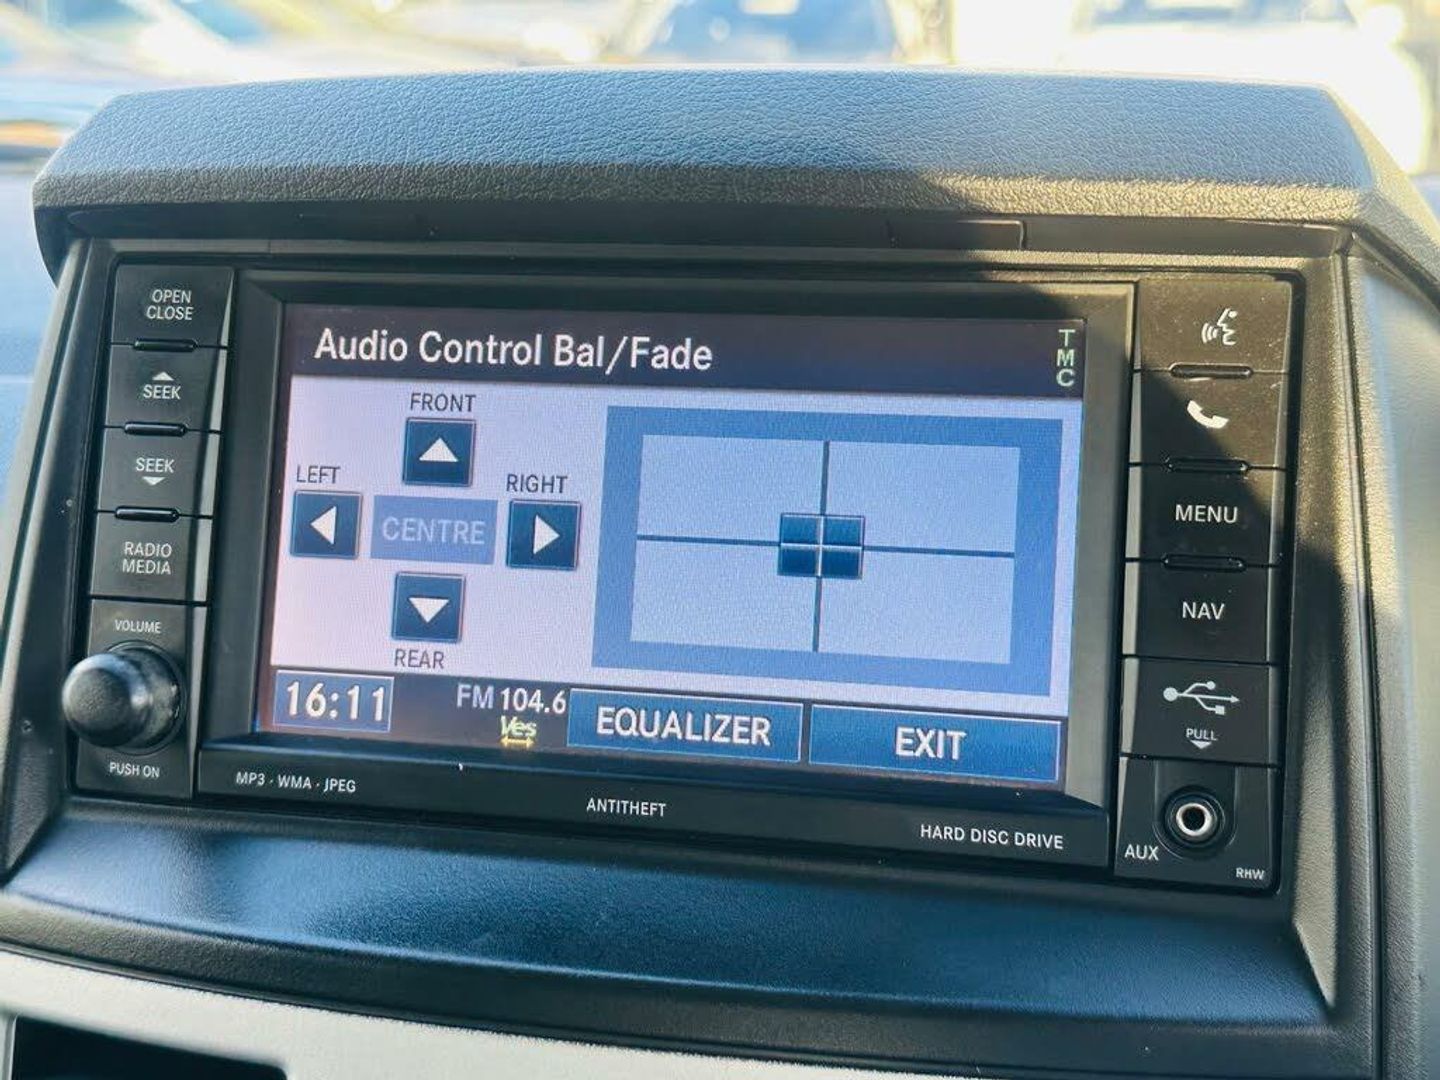 OPEN
CLOSE
SEEK
SEEK
RADIO
MEDIA
VOLUME
PUSH ON
Audio Control Bal/Fade
TMC
FRONT
LEFT
RIGHT
CENTRE
REAR
16:11
FM 104.6
Ves
EQUALIZER
EXIT
MP3 · WMA · JPEG
ANTITHEFT
HARD DISC DRIVE
MENU
NAV
PULL
AUX
RHW